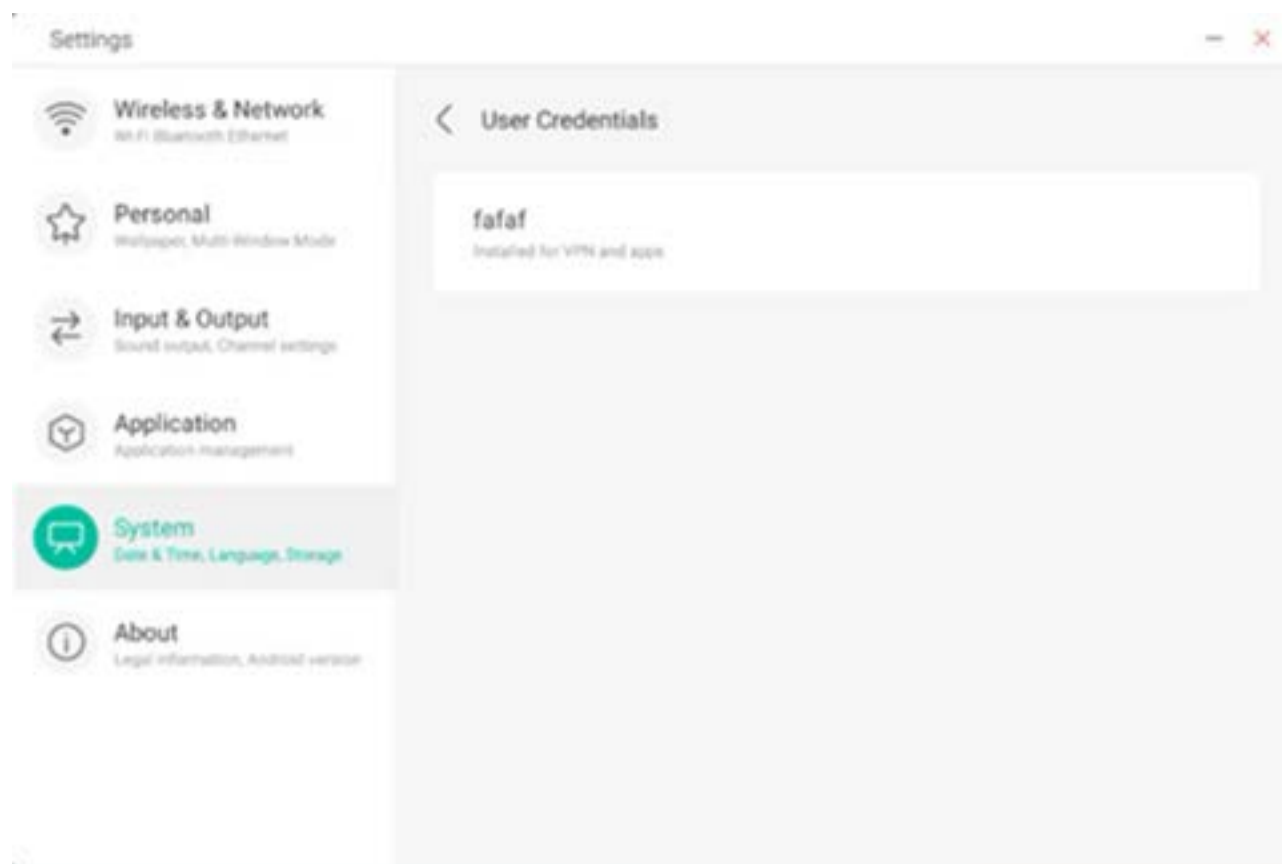 Settings
Wireless & Network
Wi-Fi Bluetooth Ethernet
Personal
Wallpaper, Multi-Window Mode
Input & Output
Sound output, Channel settings
Application
Application management
System
Date & Time, Language, Storage
About
Legal information, Android version
User Credentials
fafaf
Installed for VPN and apps